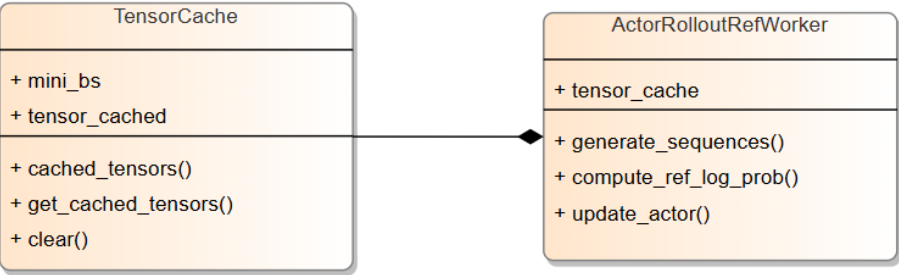 TensorCache
+ mini_bs
+ tensor_cached
+ cached_tensors()
+ get_cached_tensors()
+ clear()
ActorRolloutRefWorker
+ tensor_cache
+ generate_sequences()
+ compute_ref_log_prob()
+ update_actor()